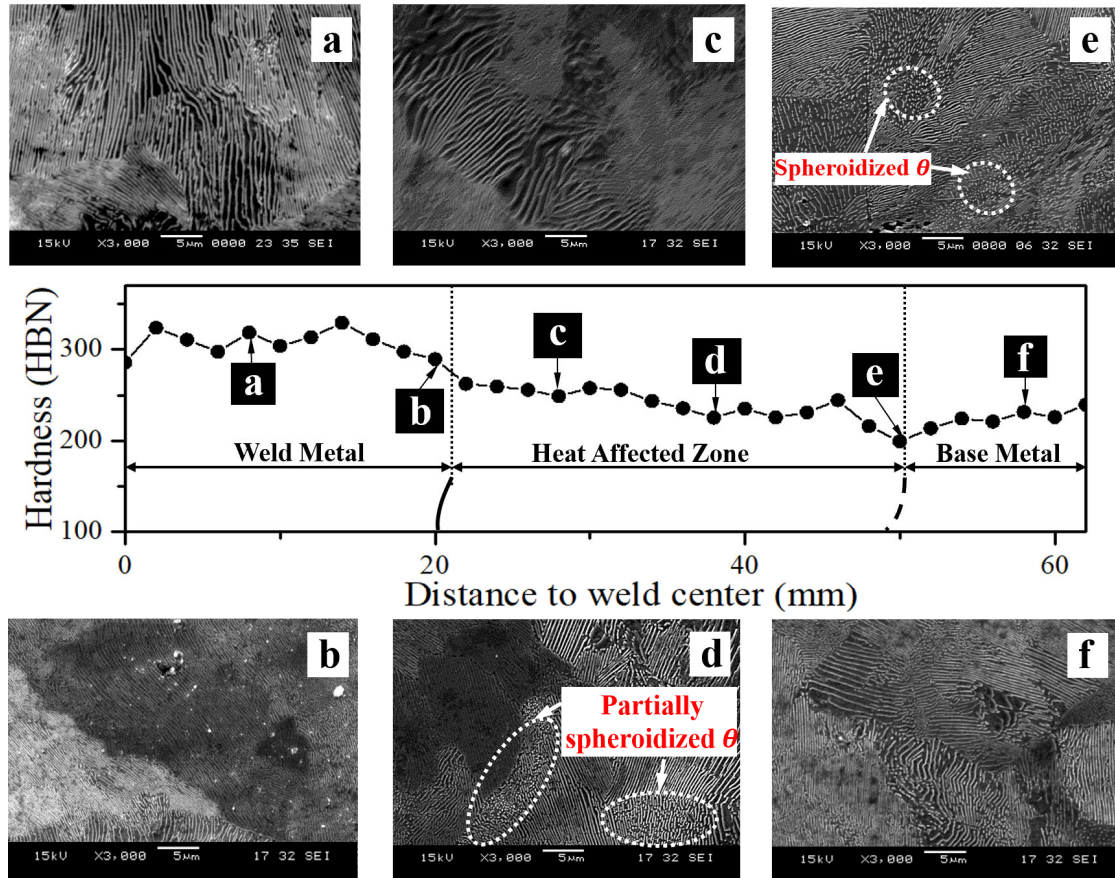 a
15kV X3,000 5μm 0000 23 35 SEI
c
15kV X3,000 5μm 17 32 SEI
e
Spheroidized θ
15kV X3,000 5μm 0000 06 32 SEI
Hardness (HBN)
300
200
100
a
b
c
d
e
f
Weld Metal
Heat Affected Zone
Base Metal
0
20
40
60
Distance to weld center (mm)
b
15kV X3,000 5μm 17 32 SEI
d
Partially
spheroidized θ
15kV X3,000 5μm 17 32 SEI
f
15kV X3,000 5μm 17 32 SEI